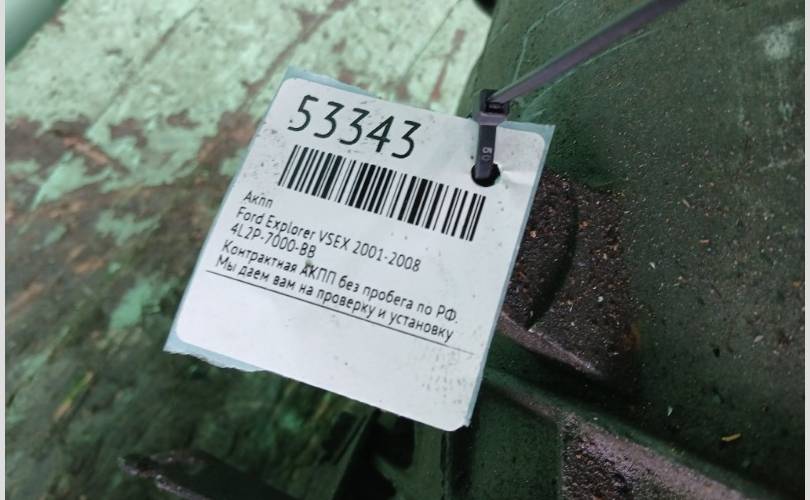 53343
Акпп
Ford Explorer VSEX 2001-2008
4L2P-7000-BB
Контрактная АКПП без пробега по РФ.
Мы даем вам на проверку и установку
50